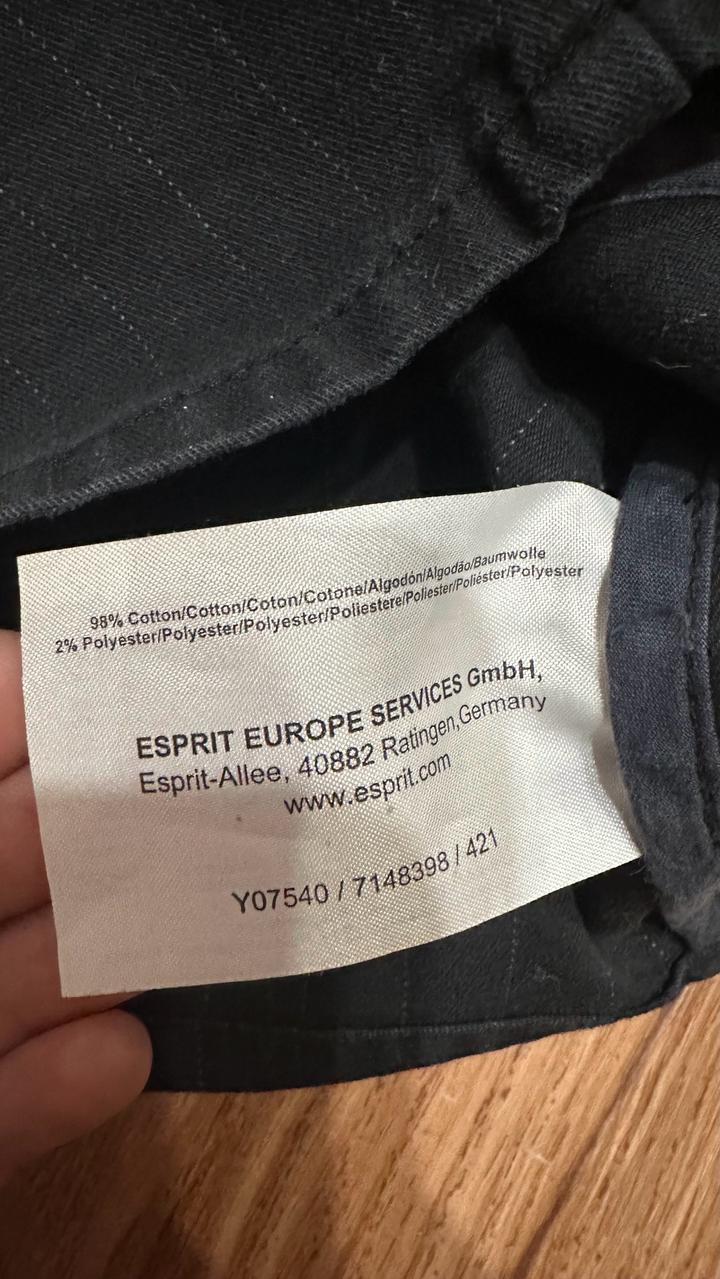 98% Cotton/Cotton/Coton/Cotone/Algodón/Algodão/Baumwolle
2% Polyester/Polyester/Polyester/Poliestere/Poliester/Poliéster/Polyester
ESPRIT EUROPE SERVICES GmbH,
Esprit-Allee, 40882 Ratingen,Germany
www.esprit.com
Y07540 / 7148398 / 421